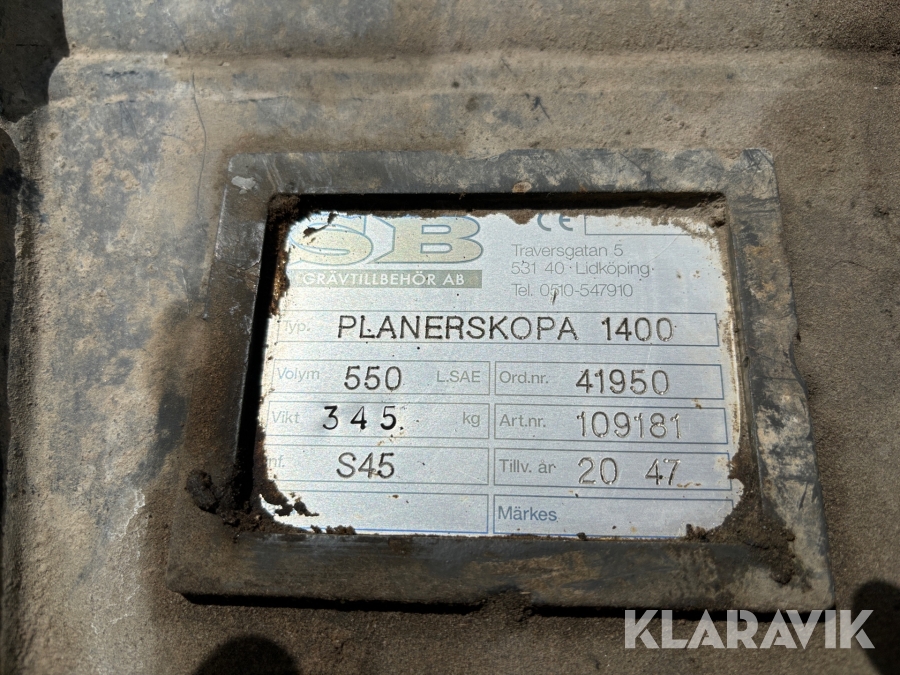 SB
GRÄVTILLBEHÖR AB
CE
Traversgatan 5
531 40 · Lidköping·
Tel. 0510-547910
Typ. PLANERSKOPA 1400
Volym 550 L.SAE
Ord.nr. 41950
Vikt 345. kg
Art.nr. 109181
nf. S45
Tillv. år 20 47
Märkes
KLARAVIK